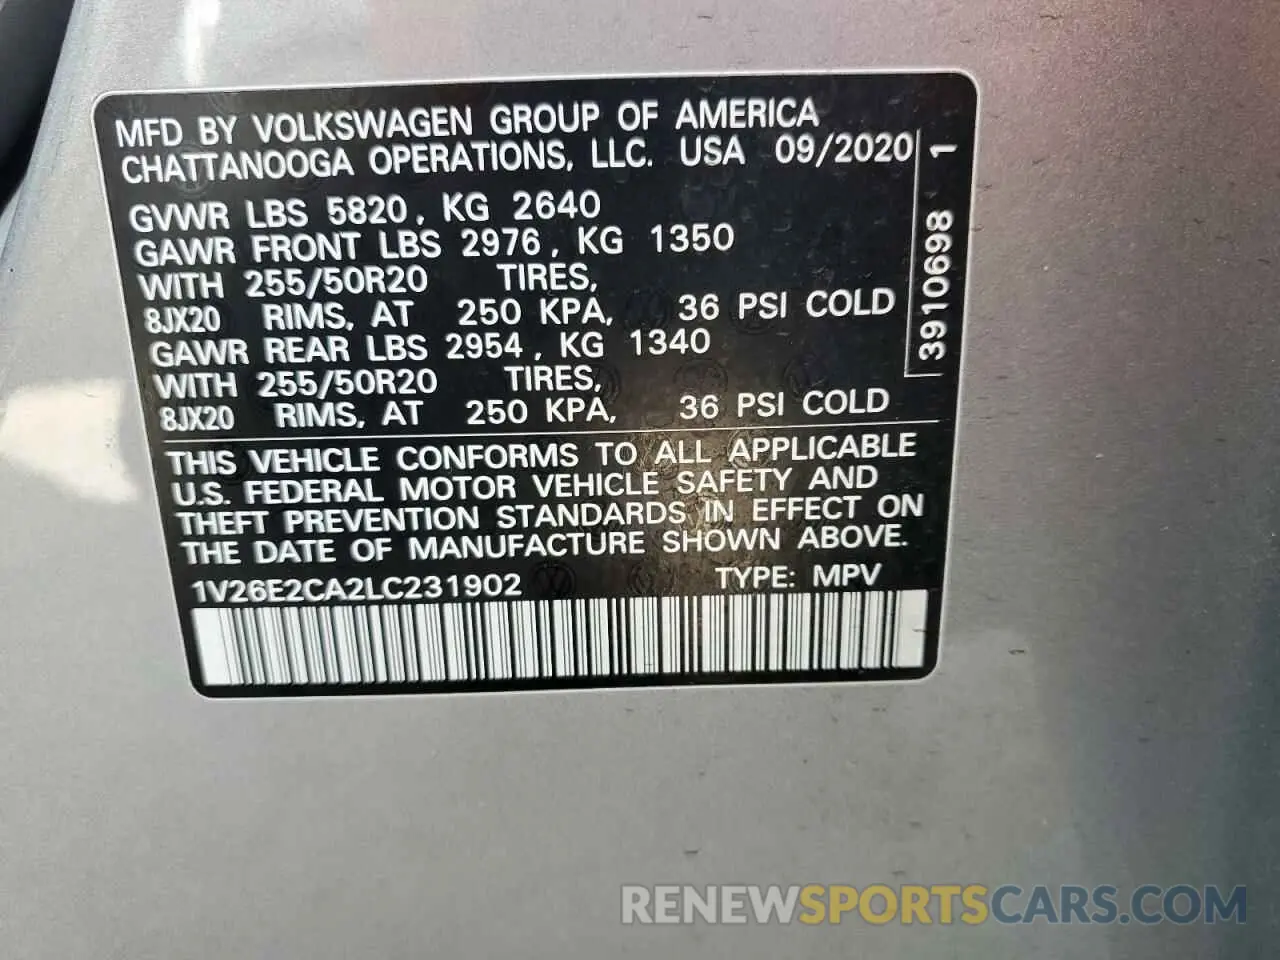 MFD BY VOLKSWAGEN GROUP OF AMERICA
CHATTANOOGA OPERATIONS, LLC. USA 09/2020
GVWR LBS 5820, KG 2640
GAWR FRONT LBS 2976, KG 1350
WITH 255/50R20 TIRES,
8JX20 RIMS, AT 250 KPA, 36 PSI COLD
GAWR REAR LBS 2954, KG 1340
WITH 255/50R20 TIRES,
8JX20 RIMS, AT 250 KPA, 36 PSI COLD
3910698 1
THIS VEHICLE CONFORMS TO ALL APPLICABLE
U.S. FEDERAL MOTOR VEHICLE SAFETY AND
THEFT PREVENTION STANDARDS IN EFFECT ON
THE DATE OF MANUFACTURE SHOWN ABOVE.
1V26E2CA2LC231902 TYPE: MPV
RENEWSPORTSCARS.COM